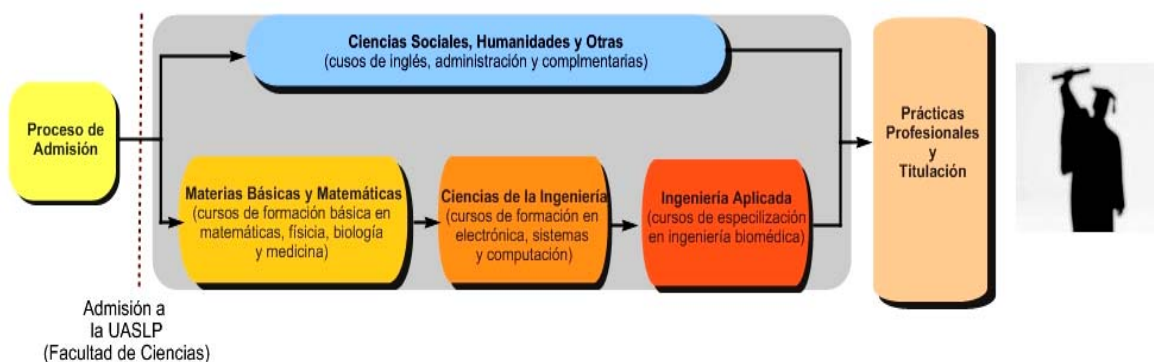 Ciencias Sociales, Humanidades y Otras
(cusos de inglés, administración y complmentarias)
Proceso de
Admisión
Materias Básicas y Matemáticas
(cursos de formación básica en
matemáticas, físicia, biología
y medicina)
Ciencias de la Ingeniería
(cursos de formación en
electrónica, sistemas
y computación)
Ingeniería Aplicada
(cursos de especilización
en ingeniería biomédica)
Prácticas
Profesionales
y
Titulación
Admisión a
la UASLP
(Facultad de Ciencias)